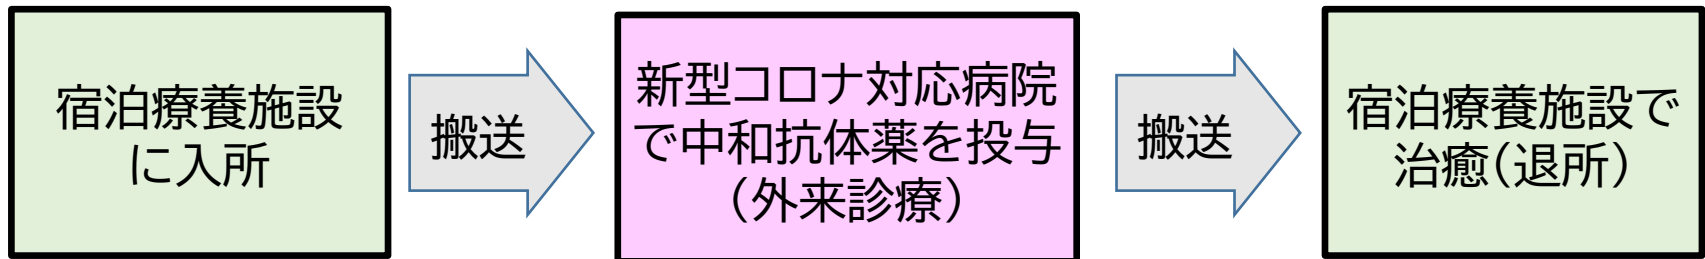 宿泊療養施設
に入所
搬送
新型コロナ対応病院
で中和抗体薬を投与
（外来診療）
搬送
宿泊療養施設で
治癒（退所）